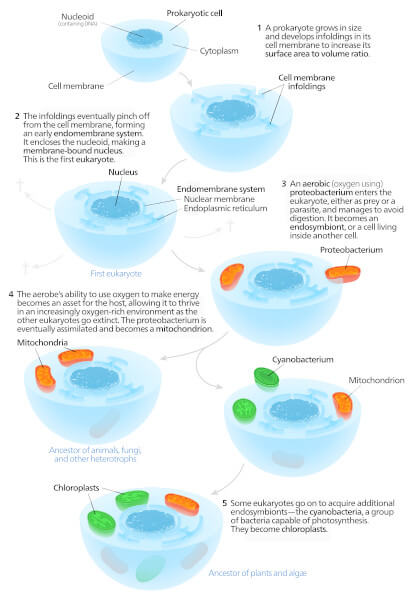 Nucleoid
(containing DNA)
Prokaryotic cell
Cytoplasm
Cell membrane
1 A prokaryote grows in size
and develops infoldings in its
cell membrane to increase its
surface area to volume ratio.
Cell membrane
infoldings
2 The infoldings eventually pinch off
from the cell membrane, forming
an early endomembrane system.
It encloses the nucleoid, making a
membrane-bound nucleus.
This is the first eukaryote.
Nucleus
Endomembrane system
Nuclear membrane
Endoplasmic reticulum
First eukaryote
3 An aerobic (oxygen using)
proteobacterium enters the
eukaryote, either as prey or a
parasite, and manages to avoid
digestion. It becomes an
endosymbiont, or a cell living
inside another cell.
Proteobacterium
4 The aerobe's ability to use oxygen to make energy
becomes an asset for the host, allowing it to thrive
in an increasingly oxygen-rich environment as the
other eukaryotes go extinct. The proteobacterium is
eventually assimilated and becomes a mitochondrion.
Mitochondria
Cyanobacterium
Mitochondrion
Ancestor of animals, fungi,
and other heterotrophs
Chloroplasts
5 Some eukaryotes go on to acquire additional
endosymbionts—the cyanobacteria, a group
of bacteria capable of photosynthesis.
They become chloroplasts.
Ancestor of plants and algæ